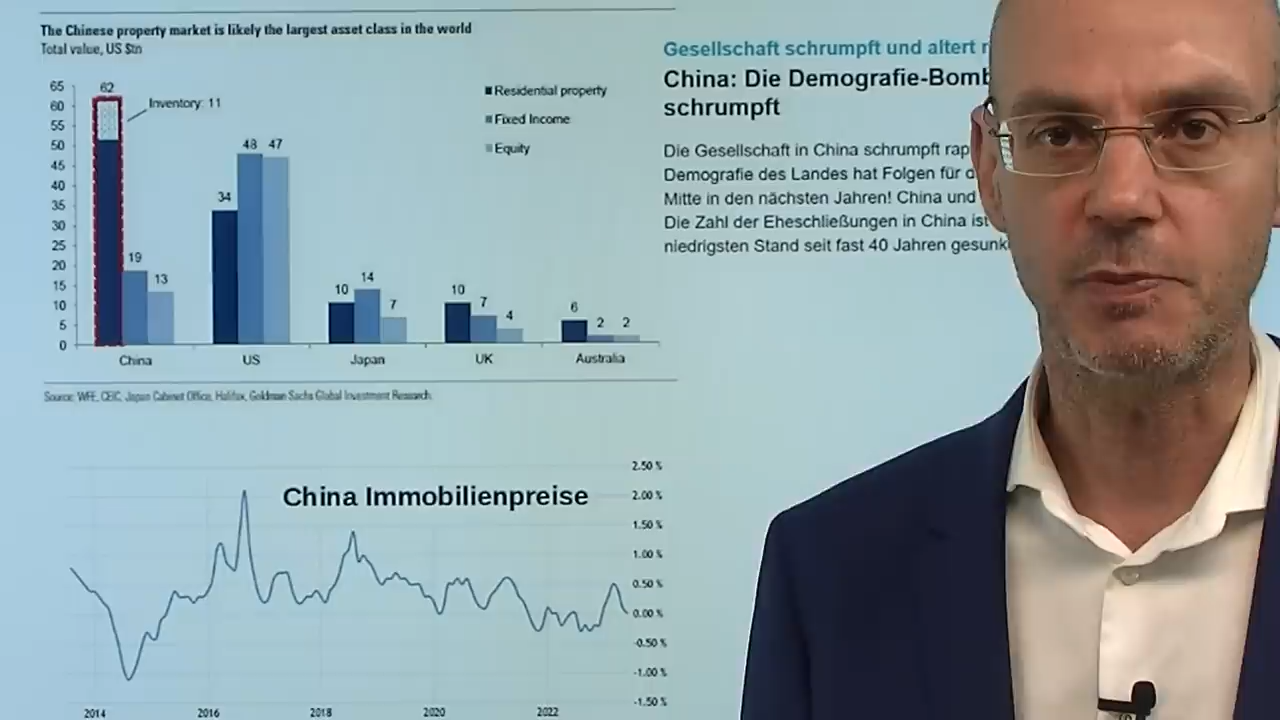 The Chinese property market is likely the largest asset class in the world
Total value, US $tn
65
60
55
50
45
40
35
30
25
20
15
10
5
0
62
Inventory: 11
19
13
34
48
47
10
14
7
10
7
4
6
2
2
Residential property
Fixed Income
Equity
China
US
Japan
UK
Australia
Source: WFE, CEIC, Japan Cabinet Office, Halifax, Goldman Sachs Global Investment Research.
Gesellschaft schrumpft und altert
China: Die Demografie-Bomb
schrumpft
Die Gesellschaft in China schrumpft rap
Demografie des Landes hat Folgen für
Mitte in den nächsten Jahren! China und
Die Zahl der Eheschließungen in China ist
niedrigsten Stand seit fast 40 Jahren gesunk
China Immobilienpreise
2.50 %
2.00 %
1.50 %
1.00 %
0.50 %
0.00 %
-0.50 %
-1.00 %
-1.50 %
2014
2016
2018
2020
2022